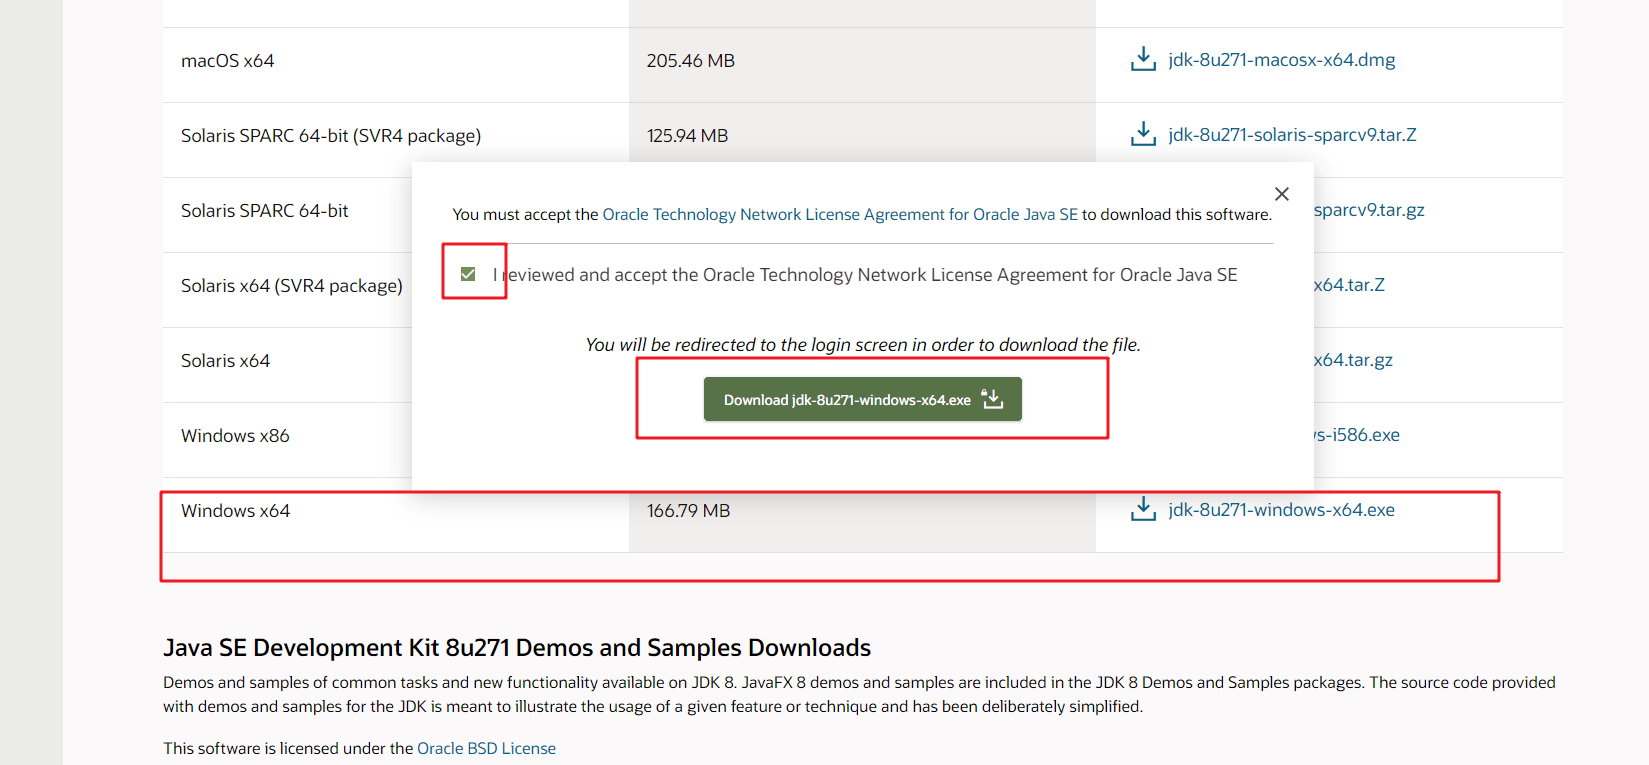 macOS x64 205.46 MB jdk-8u271-macosx-x64.dmg
Solaris SPARC 64-bit (SVR4 package) 125.94 MB jdk-8u271-solaris-sparcv9.tar.Z
Solaris SPARC 64-bit sparcv9.tar.gz
Solaris x64 (SVR4 package) x64.tar.Z
Solaris x64 x64.tar.gz
Windows x86 s-i586.exe
You must accept the Oracle Technology Network License Agreement for Oracle Java SE to download this software.
I reviewed and accept the Oracle Technology Network License Agreement for Oracle Java SE
You will be redirected to the login screen in order to download the file.
Download jdk-8u271-windows-x64.exe
Windows x64 166.79 MB jdk-8u271-windows-x64.exe
Java SE Development Kit 8u271 Demos and Samples Downloads
Demos and samples of common tasks and new functionality available on JDK 8. JavaFX 8 demos and samples are included in the JDK 8 Demos and Samples packages. The source code provided
with demos and samples for the JDK is meant to illustrate the usage of a given feature or technique and has been deliberately simplified.
This software is licensed under the Oracle BSD License